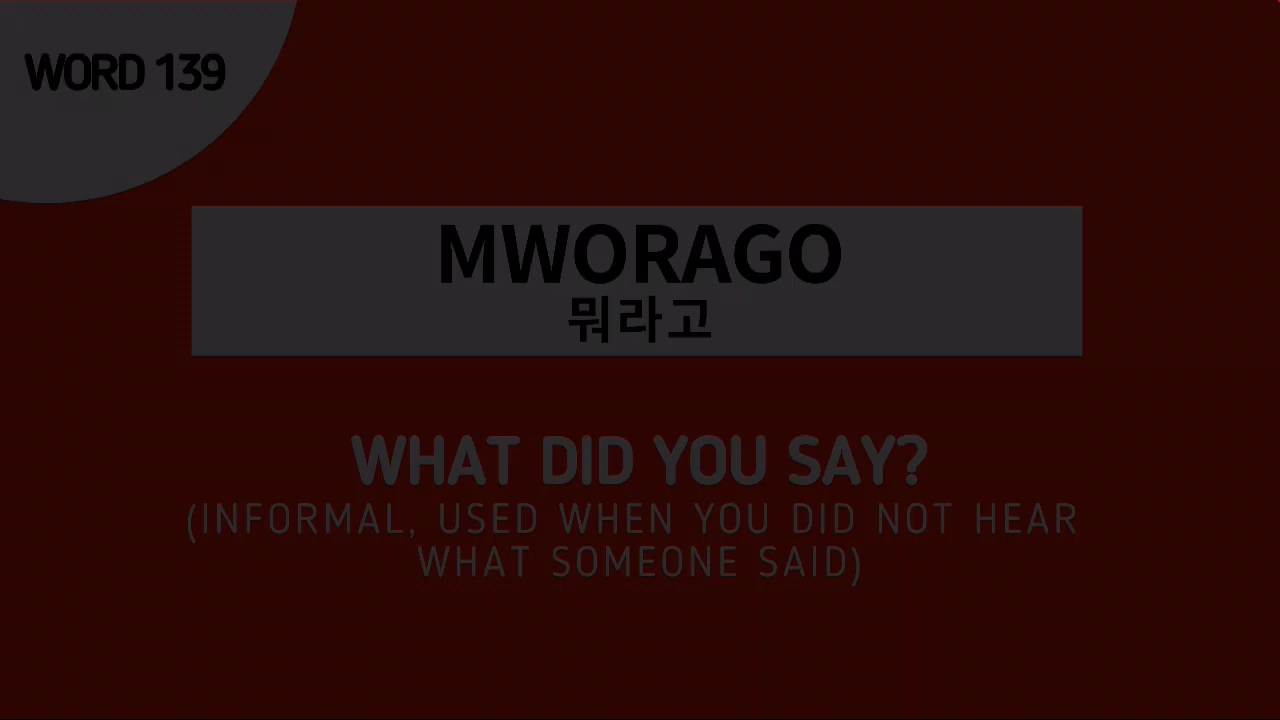 WORD 139
MWORAGO
뭐라고
WHAT DID YOU SAY?
(INFORMAL, USED WHEN YOU DID NOT HEAR
WHAT SOMEONE SAID)